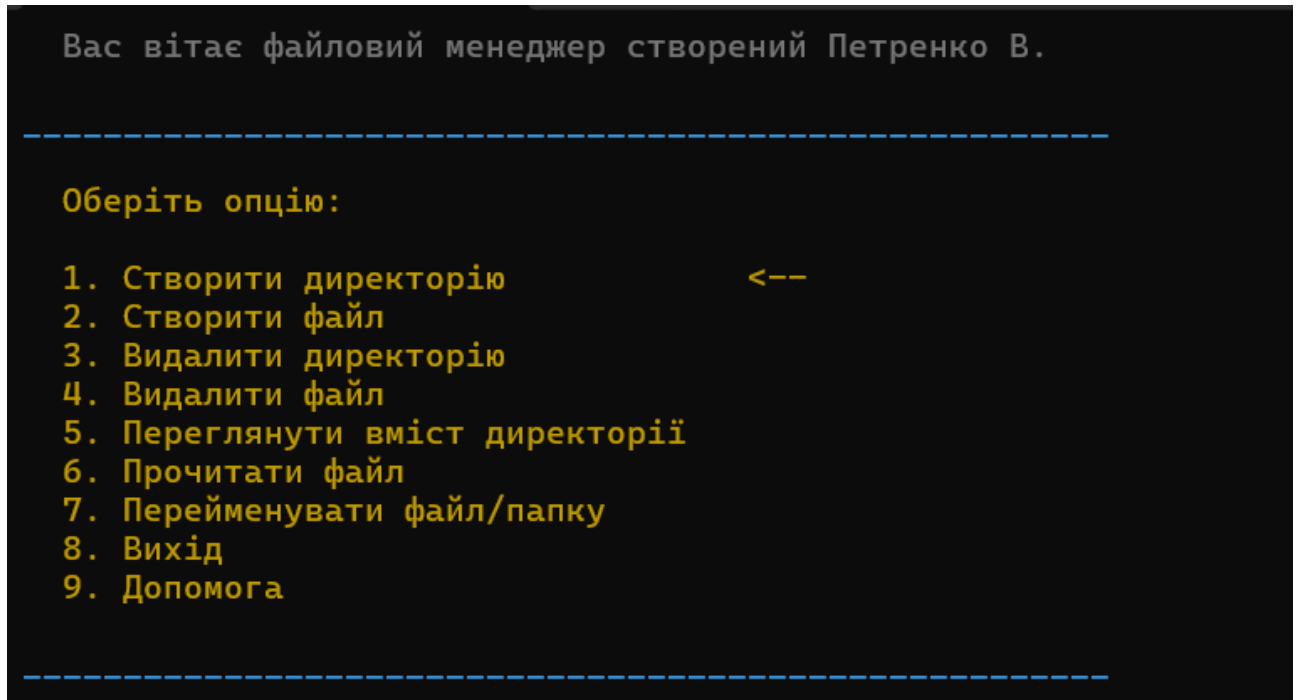 Вас вітає файловий менеджер створений Петренко В.
------------------------------------------------------
Оберіть опцію:
1. Створити директорію <--
2. Створити файл
3. Видалити директорію
4. Видалити файл
5. Переглянути вміст директорії
6. Прочитати файл
7. Перейменувати файл/папку
8. Вихід
9. Допомога
------------------------------------------------------